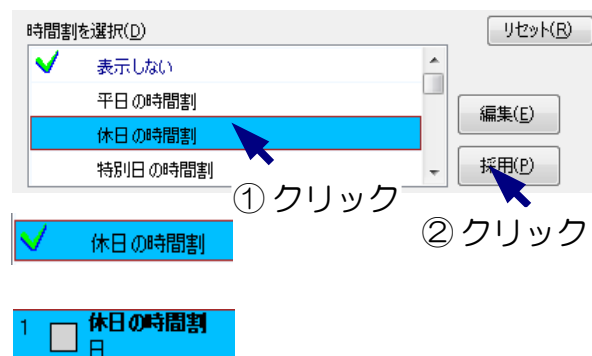 時間割を選択(D)
リセット(R)
表示しない
平日の時間割
休日の時間割
特別日の時間割
編集(E)
採用(P)
① クリック
② クリック
休日の時間割
1 休日の時間割
日